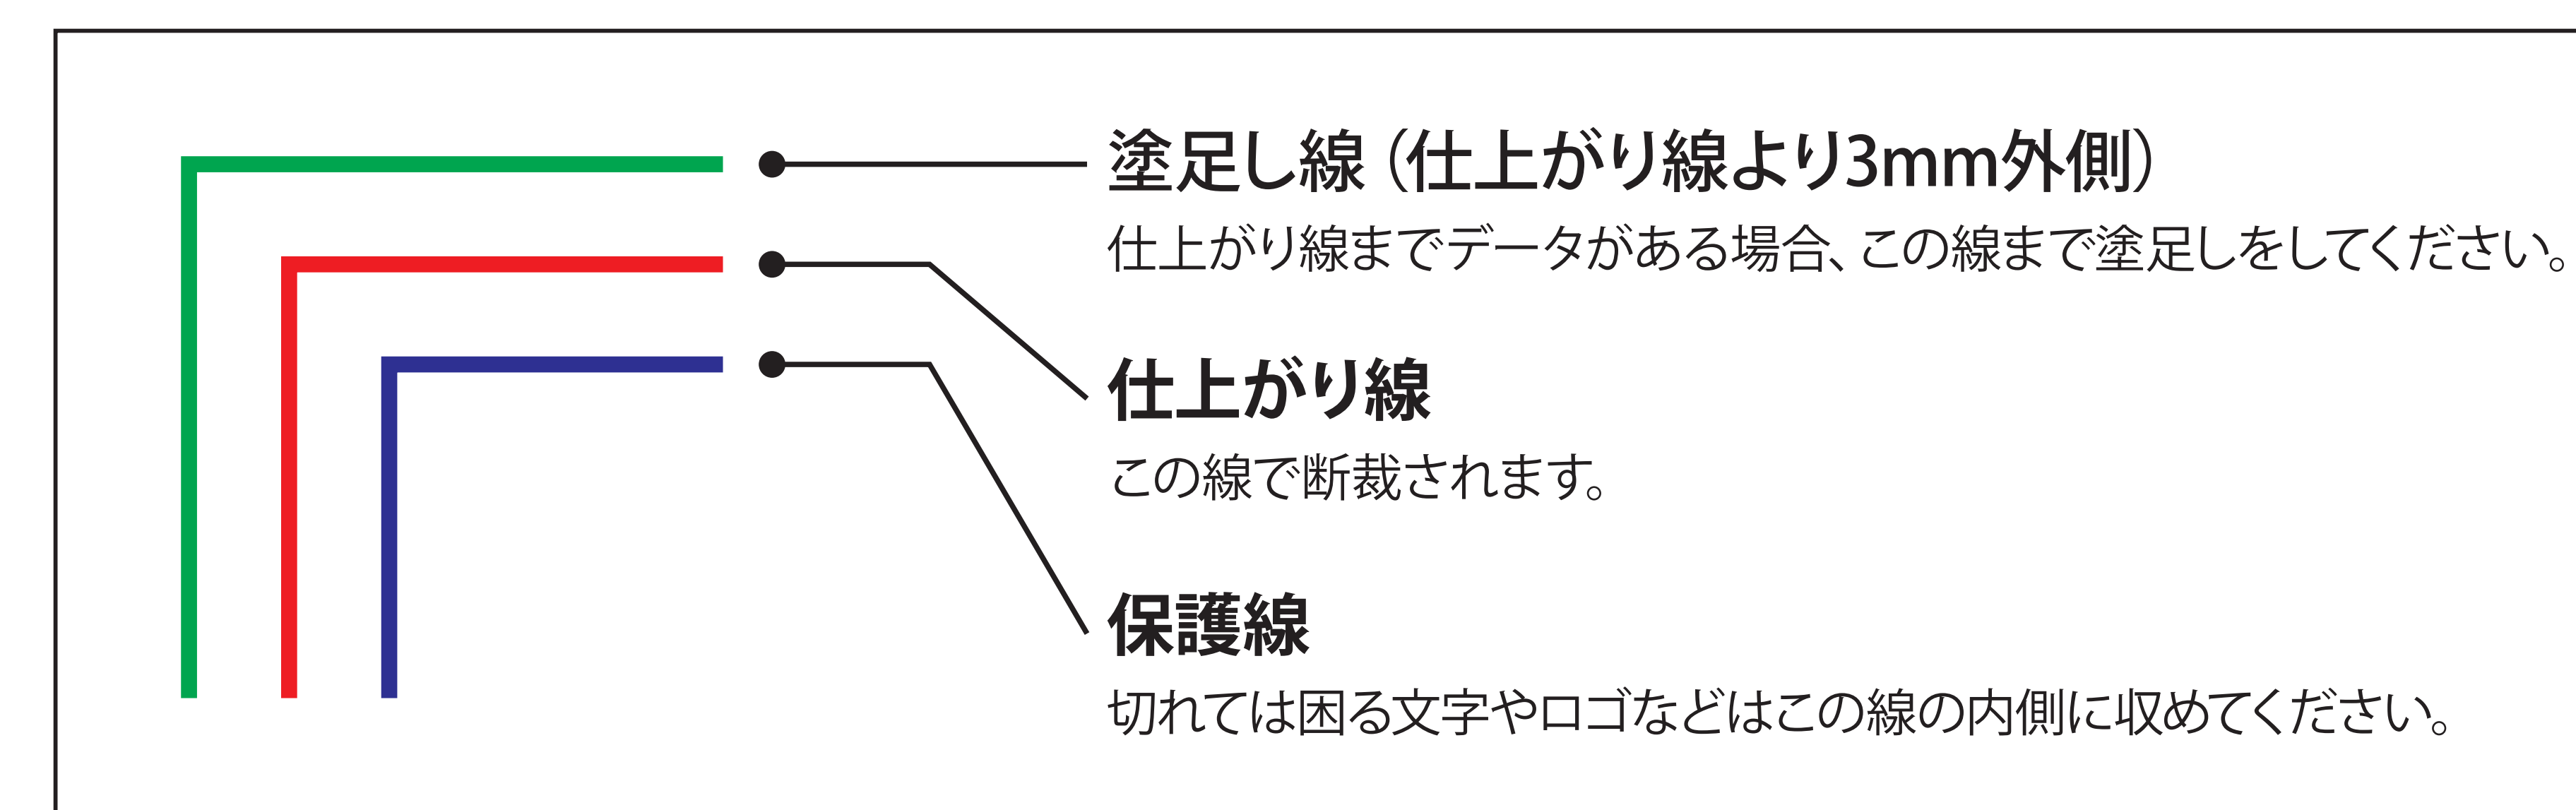 塗足し線（仕上がり線より3mm外側）
仕上がり線までデータがある場合、この線まで塗足しをしてください。
仕上がり線
この線で断裁されます。
保護線
切れては困る文字やロゴなどはこの線の内側に収めてください。